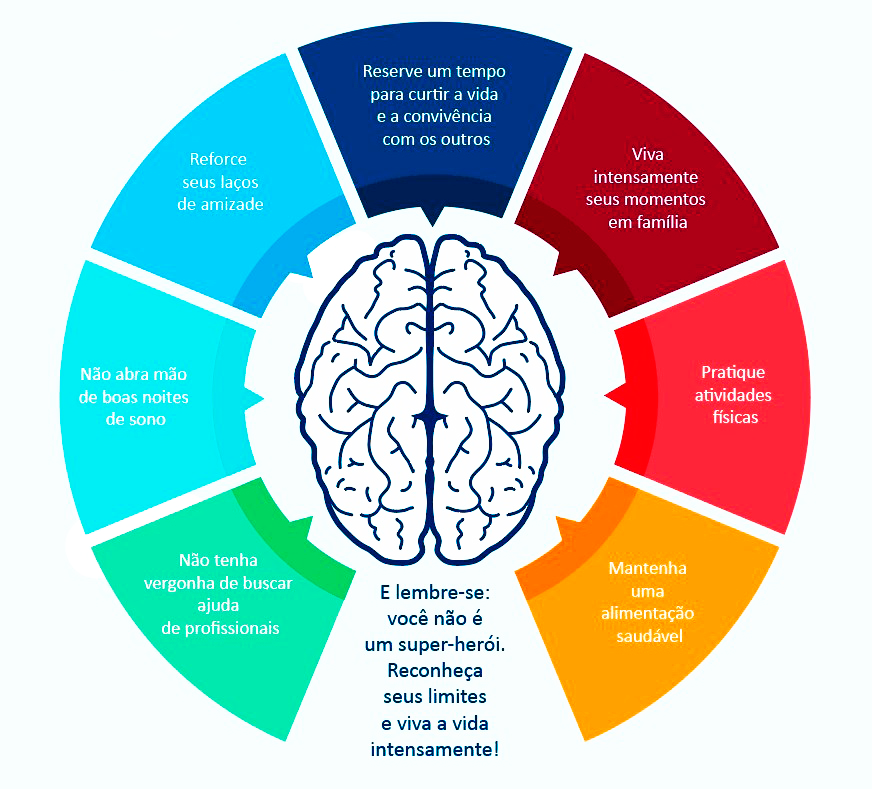 Reserve um tempo
para curtir a vida
e a convivência
com os outros
Viva
intensamente
seus momentos
em família
Pratique
atividades
físicas
Mantenha
uma
alimentação
saudável
E lembre-se:
você não é
um super-herói.
Reconheça
seus limites
e viva a vida
intensamente!
Não tenha
vergonha de buscar
ajuda
de profissionais
Não abra mão
de boas noites
de sono
Reforce
seus laços
de amizade